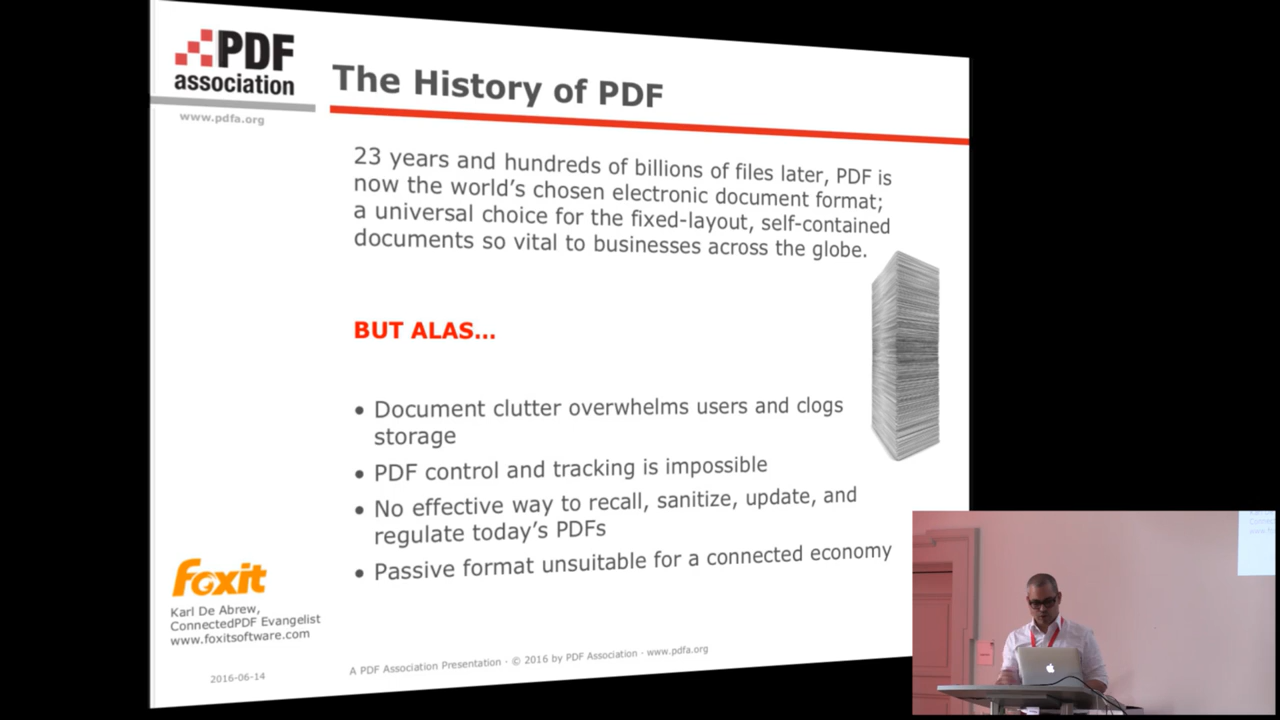 PDF
association
www.pdfa.org
The History of PDF
23 years and hundreds of billions of files later, PDF is
now the world's chosen electronic document format;
a universal choice for the fixed-layout, self-contained
documents so vital to businesses across the globe.
BUT ALAS...
• Document clutter overwhelms users and clogs
storage
• PDF control and tracking is impossible
• No effective way to recall, sanitize, update, and
regulate today's PDFs
• Passive format unsuitable for a connected economy
Foxit
Karl De Abrew,
ConnectedPDF Evangelist
www.foxitsoftware.com
2016-06-14
A PDF Association Presentation · © 2016 by PDF Association · www.pdfa.org